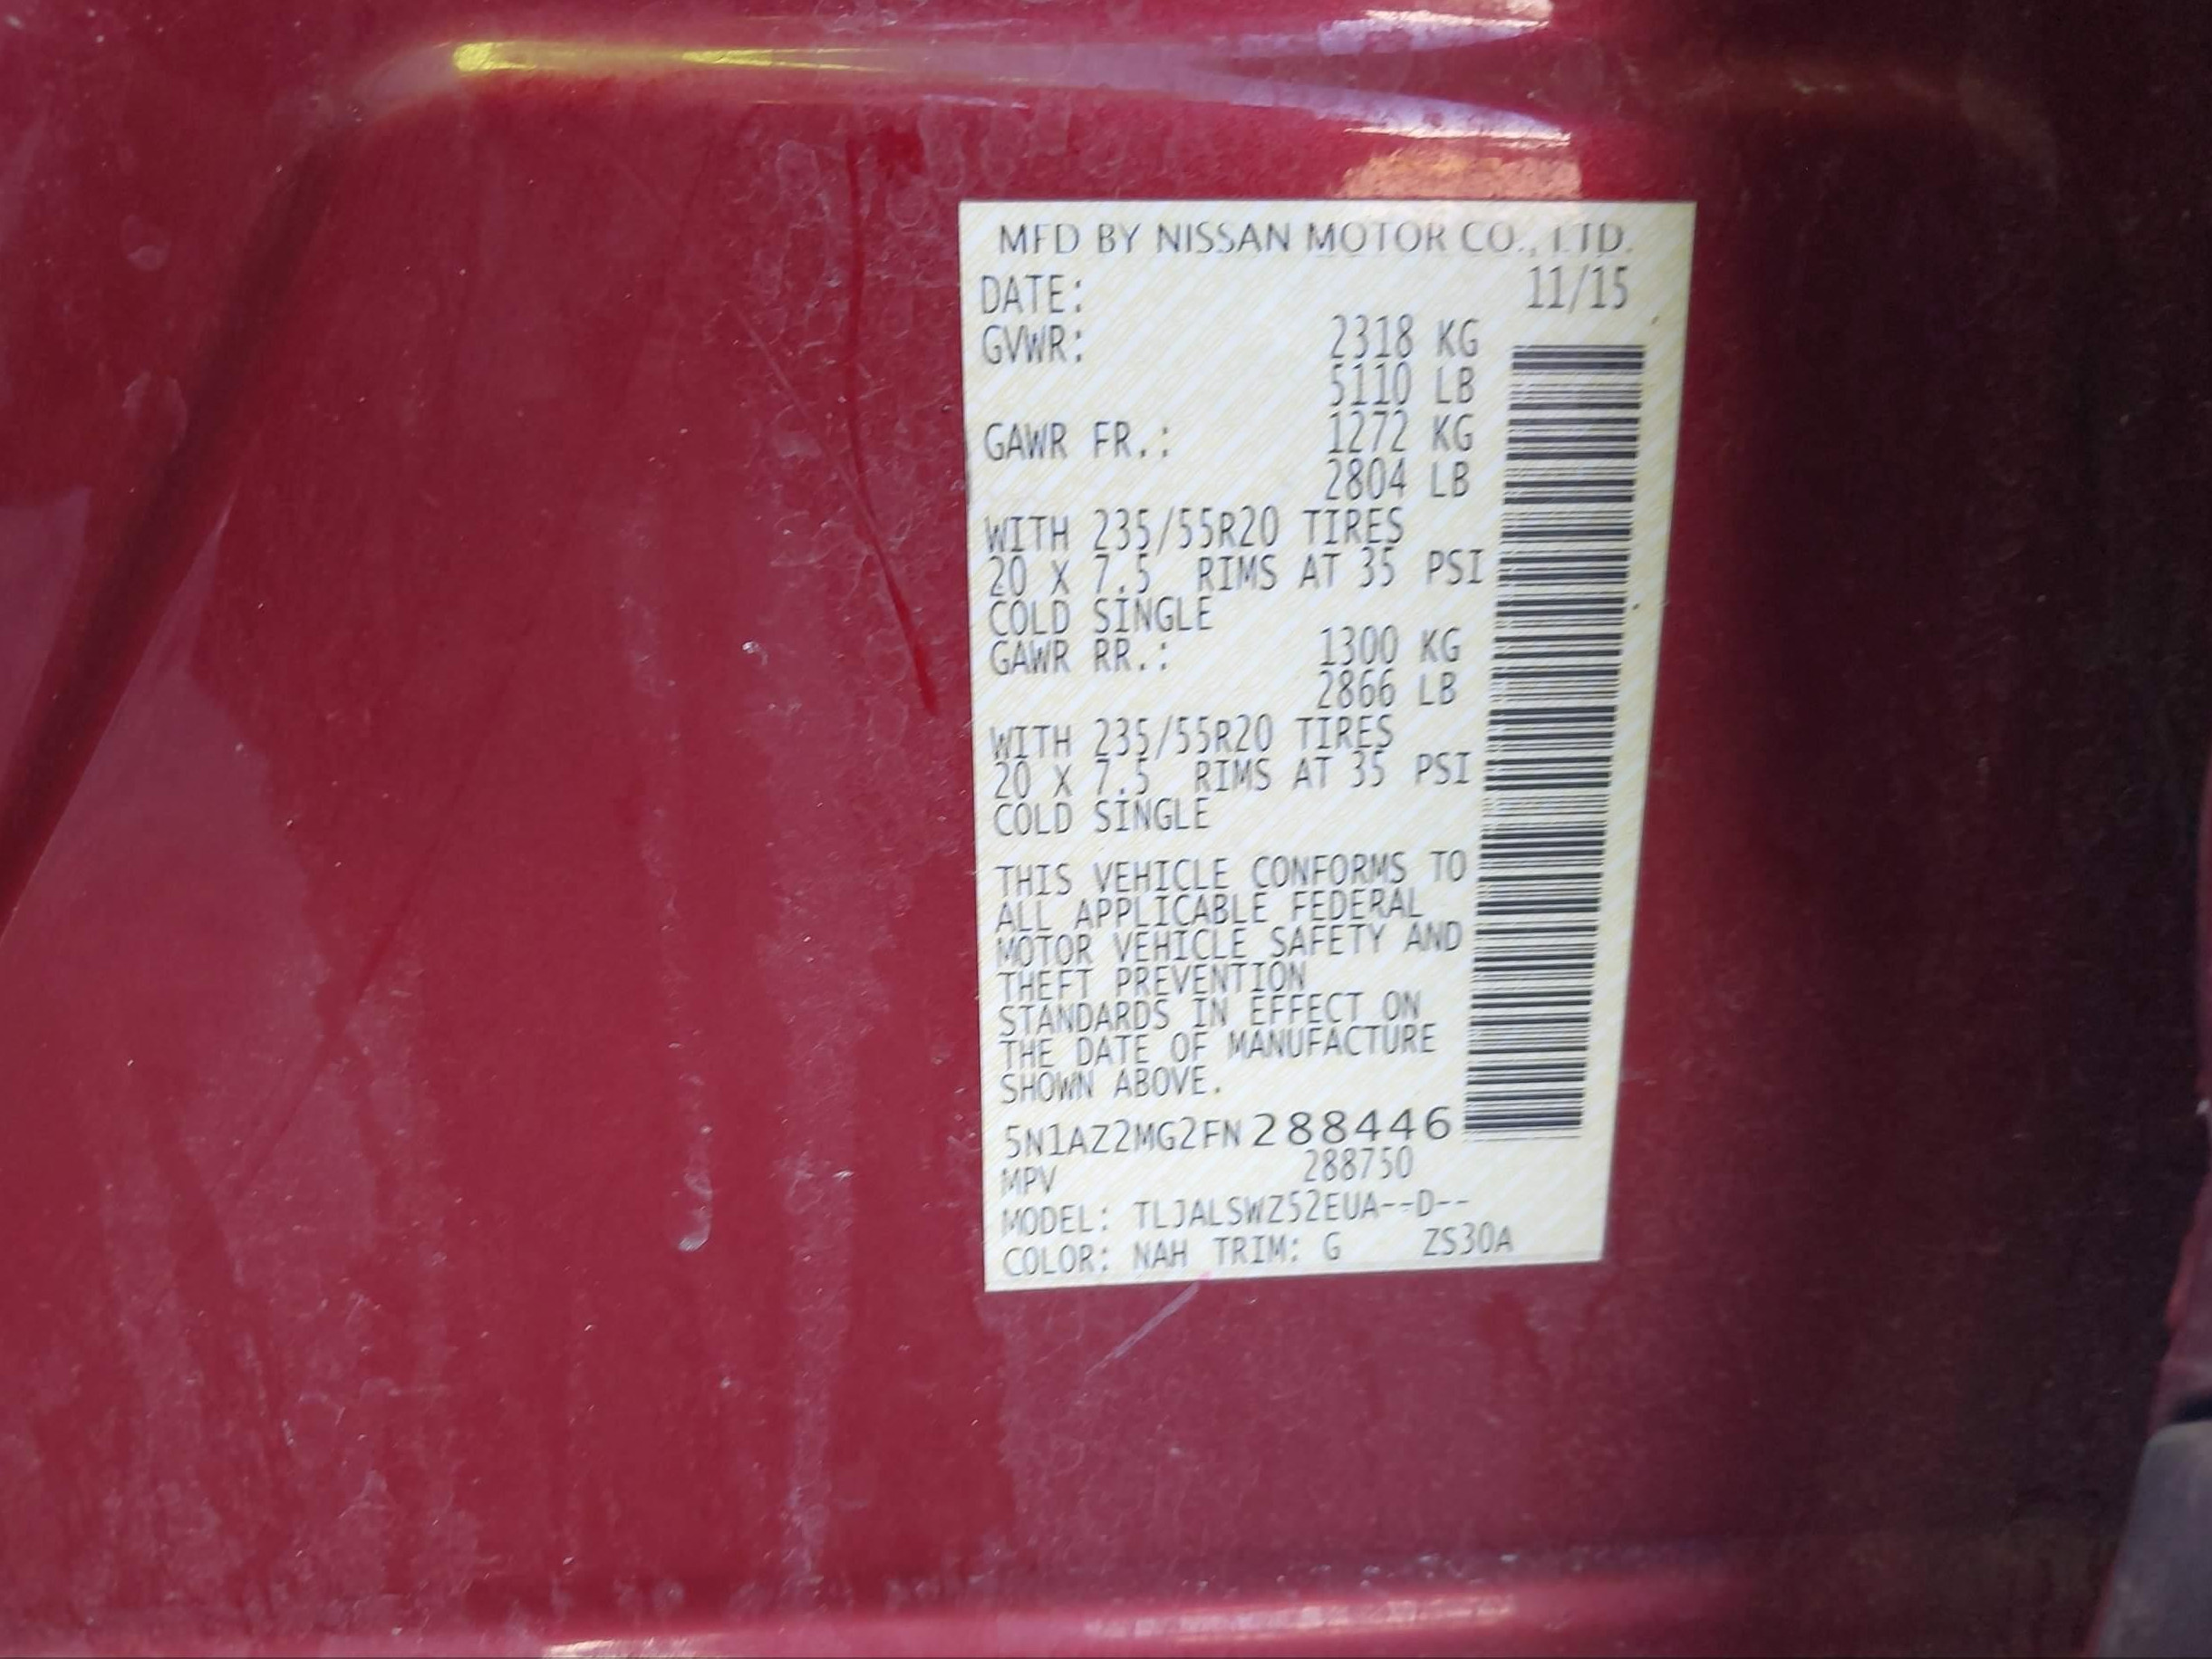 MFD BY NISSAN MOTOR CO., LTD.
DATE: 11/15
GVWR: 2318 KG
5110 LB
GAWR FR.: 1272 KG
2804 LB
WITH 235/55R20 TIRES
20 X 7.5 RIMS AT 35 PSI
COLD SINGLE
GAWR RR.: 1300 KG
2866 LB
WITH 235/55R20 TIRES
20 X 7.5 RIMS AT 35 PSI
COLD SINGLE
THIS VEHICLE CONFORMS TO
ALL APPLICABLE FEDERAL
MOTOR VEHICLE SAFETY AND
THEFT PREVENTION
STANDARDS IN EFFECT ON
THE DATE OF MANUFACTURE
SHOWN ABOVE.
5N1AZ2MG2FN288446
MPV 288750
MODEL: TLJALSWZ52EUA--D--
COLOR: NAH TRIM: G ZS30A